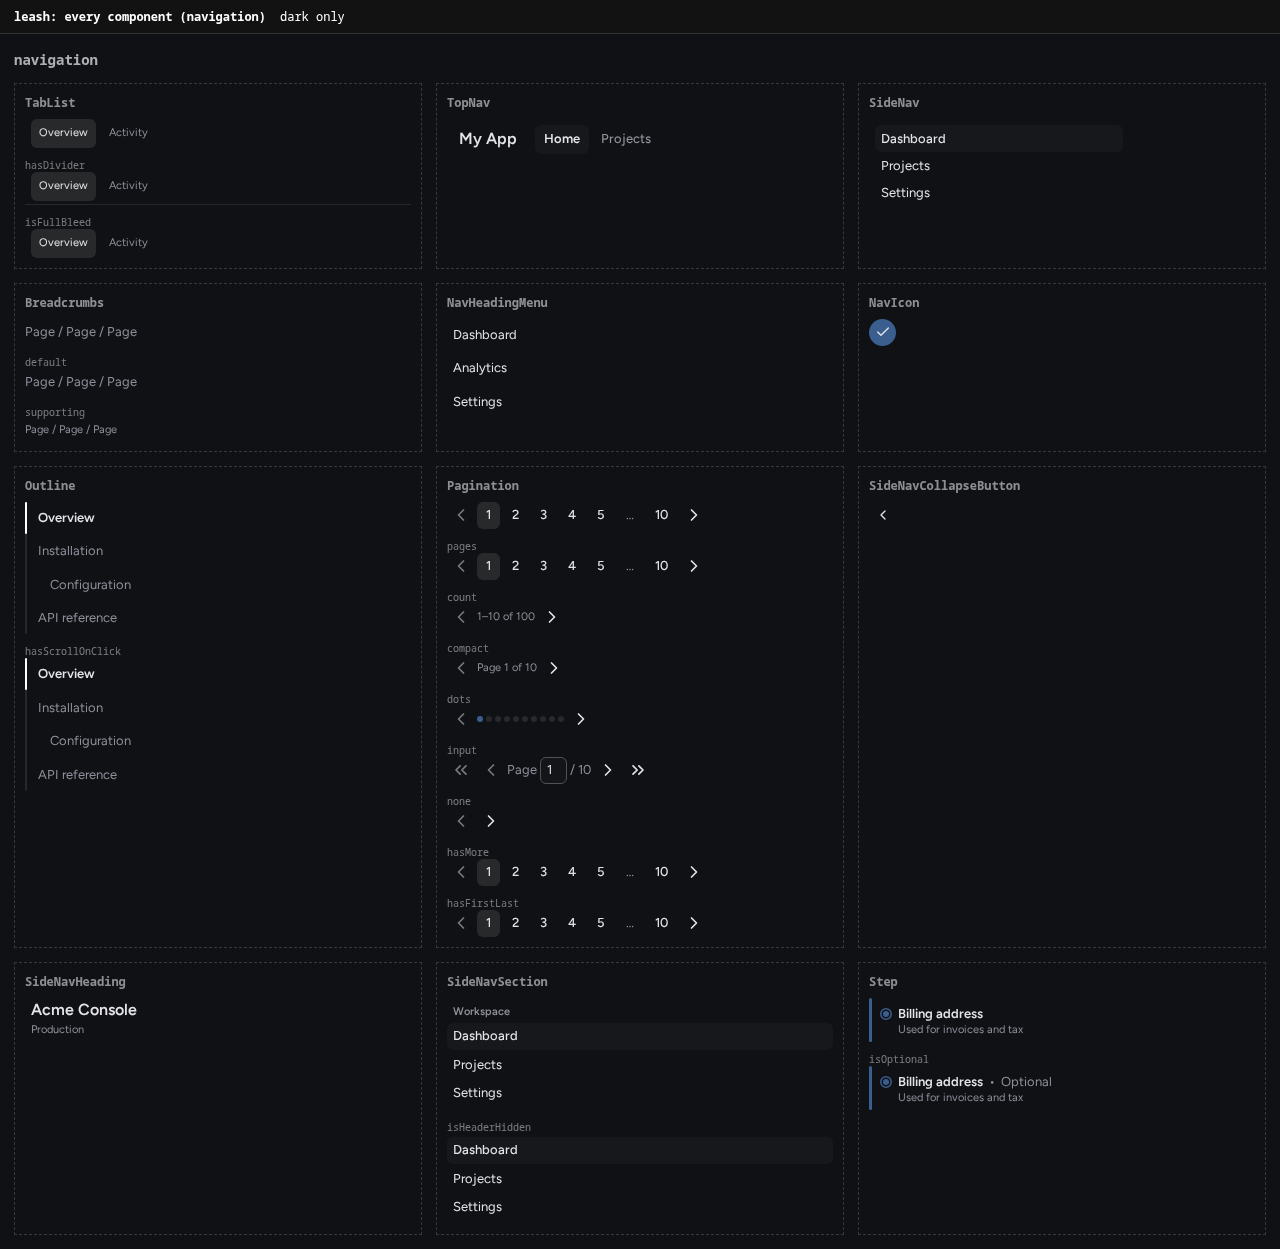 leash: every component (navigation) dark only
navigation
TabList
Overview Activity
hasDivider
Overview Activity
isFullBleed
Overview Activity
TopNav
My App Home Projects
SideNav
Dashboard
Projects
Settings
Breadcrumbs
Page / Page / Page
default
Page / Page / Page
supporting
Page / Page / Page
NavHeadingMenu
Dashboard
Analytics
Settings
NavIcon
Outline
Overview
Installation
Configuration
API reference
hasScrollOnClick
Overview
Installation
Configuration
API reference
Pagination
1 2 3 4 5 … 10
pages
1 2 3 4 5 … 10
count
1–10 of 100
compact
Page 1 of 10
dots
input
Page 1 / 10
none
hasMore
1 2 3 4 5 … 10
hasFirstLast
1 2 3 4 5 … 10
SideNavCollapseButton
SideNavHeading
Acme Console
Production
SideNavSection
Workspace
Dashboard
Projects
Settings
isHeaderHidden
Dashboard
Projects
Settings
Step
Billing address
Used for invoices and tax
isOptional
Billing address • Optional
Used for invoices and tax